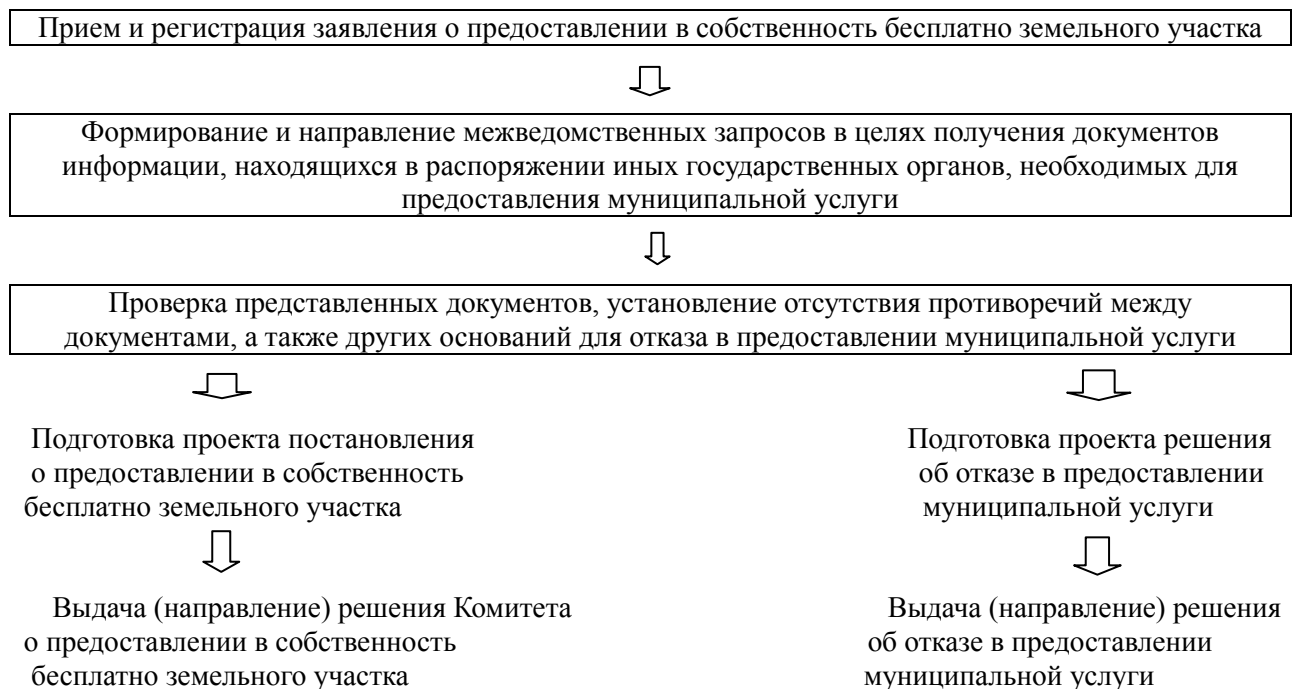 Прием и регистрация заявления о предоставлении в собственность бесплатно земельного участка
Формирование и направление межведомственных запросов в целях получения документов
информации, находящихся в распоряжении иных государственных органов, необходимых для
предоставления муниципальной услуги
Проверка представленных документов, установление отсутствия противоречий между
документами, а также других оснований для отказа в предоставлении муниципальной услуги
Подготовка проекта постановления
о предоставлении в собственность
бесплатно земельного участка
Подготовка проекта решения
об отказе в предоставлении
муниципальной услуги
Выдача (направление) решения Комитета
о предоставлении в собственность
бесплатно земельного участка
Выдача (направление) решения
об отказе в предоставлении
муниципальной услуги